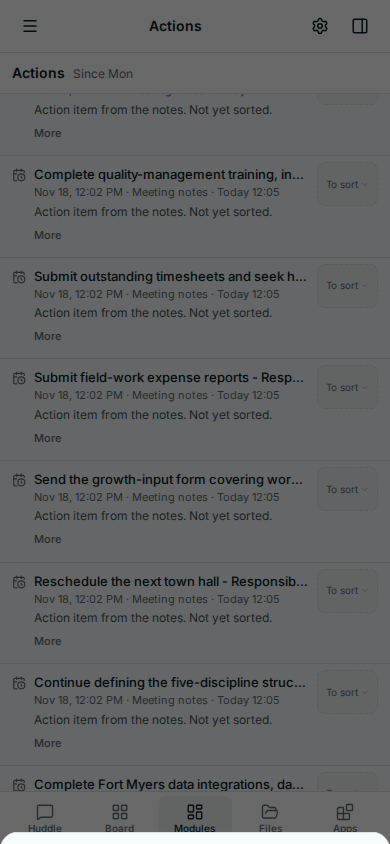 Actions
Actions Since Mon
Action item from the notes. Not yet sorted.
More
Complete quality-management training, in...
Nov 18, 12:02 PM · Meeting notes · Today 12:05
To sort
Action item from the notes. Not yet sorted.
More
Submit outstanding timesheets and seek h...
Nov 18, 12:02 PM · Meeting notes · Today 12:05
To sort
Action item from the notes. Not yet sorted.
More
Submit field-work expense reports - Resp...
Nov 18, 12:02 PM · Meeting notes · Today 12:05
To sort
Action item from the notes. Not yet sorted.
More
Send the growth-input form covering wor...
Nov 18, 12:02 PM · Meeting notes · Today 12:05
To sort
Action item from the notes. Not yet sorted.
More
Reschedule the next town hall - Responsib...
Nov 18, 12:02 PM · Meeting notes · Today 12:05
To sort
Action item from the notes. Not yet sorted.
More
Continue defining the five-discipline struc...
Nov 18, 12:02 PM · Meeting notes · Today 12:05
To sort
Action item from the notes. Not yet sorted.
More
Complete Fort Myers data integrations, da...
Huddle Board Modules Files Apps